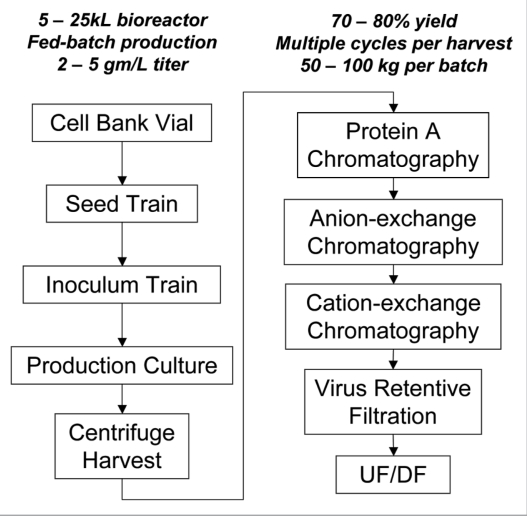 5 – 25kL bioreactor
Fed-batch production
2 – 5 gm/L titer
Cell Bank Vial
Seed Train
Inoculum Train
Production Culture
Centrifuge
Harvest
70 – 80% yield
Multiple cycles per harvest
50 – 100 kg per batch
Protein A
Chromatography
Anion-exchange
Chromatography
Cation-exchange
Chromatography
Virus Retentive
Filtration
UF/DF